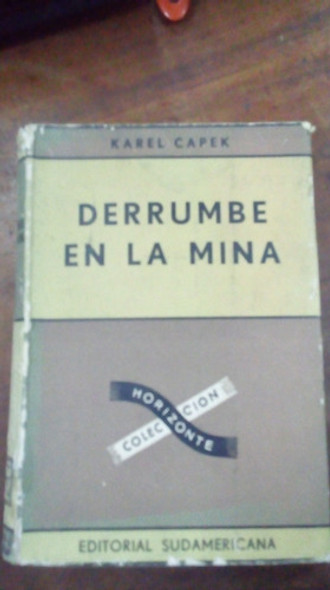 KAREL CAPEK
DERRUMBE
EN LA MINA
COLECCION
HORIZONTE
EDITORIAL SUDAMERICANA